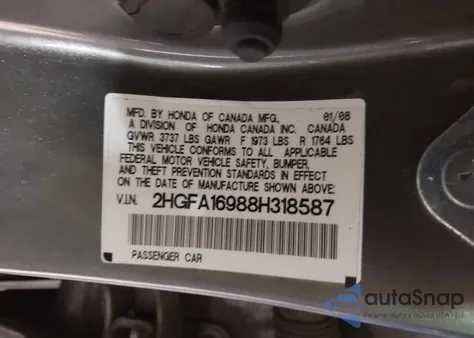 MFD. BY HONDA OF CANADA MFG. 01/08
A DIVISION OF HONDA CANADA INC. CANADA
GVWR 3737 LBS GAWR F 1973 LBS R 1764 LBS
THIS VEHICLE CONFORMS TO ALL APPLICABLE
FEDERAL MOTOR VEHICLE SAFETY, BUMPER,
AND THEFT PREVENTION STANDARDS IN EFFECT
ON THE DATE OF MANUFACTURE SHOWN ABOVE:
V.I.N. 2HGFA16988H318587
PASSENGER CAR
autoSnap